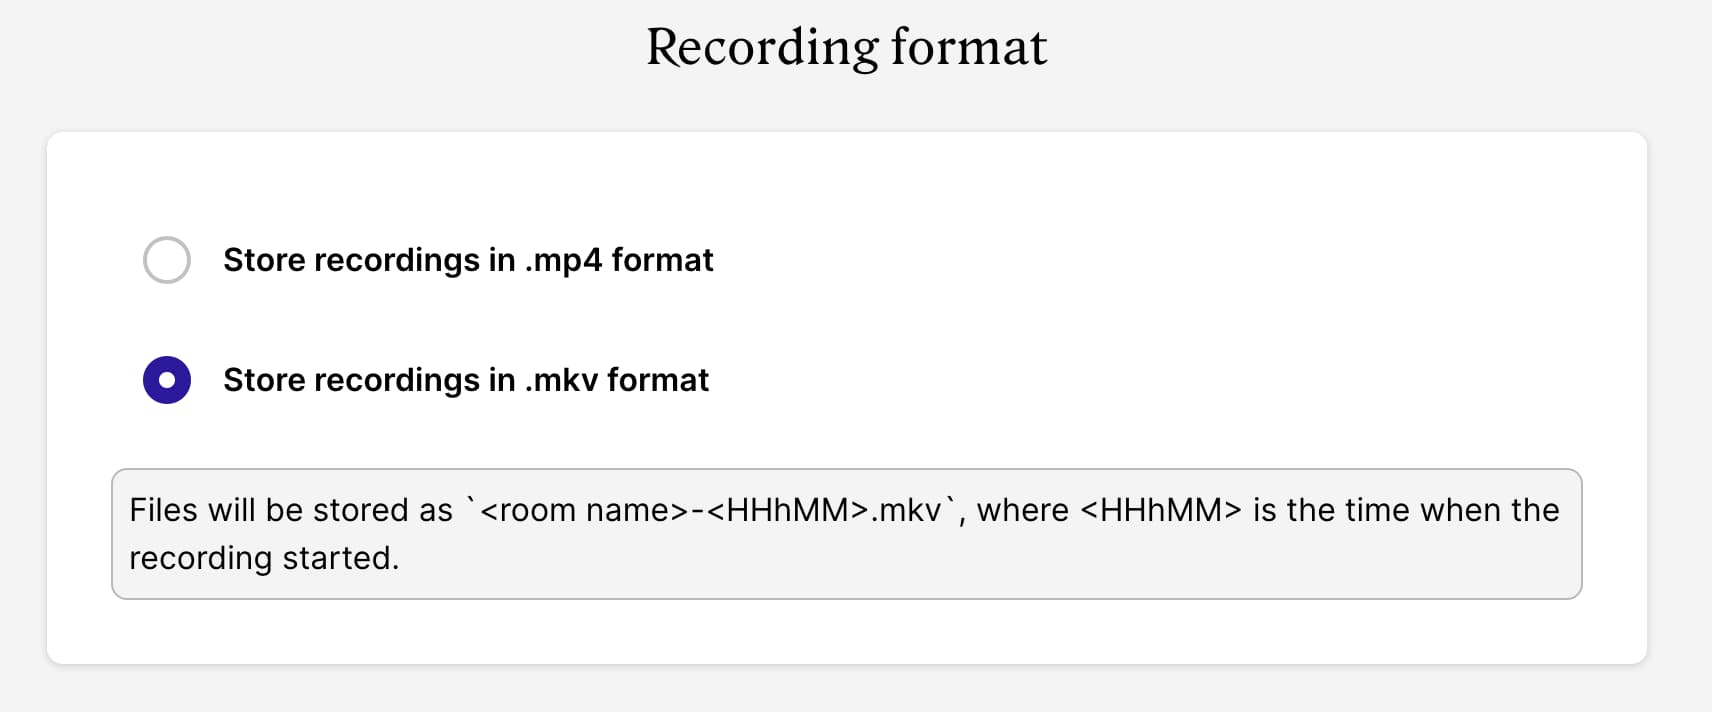 Recording format
Store recordings in .mp4 format
Store recordings in .mkv format
Files will be stored as `<room name>-<HHhMM>.mkv`, where <HHhMM> is the time when the
recording started.